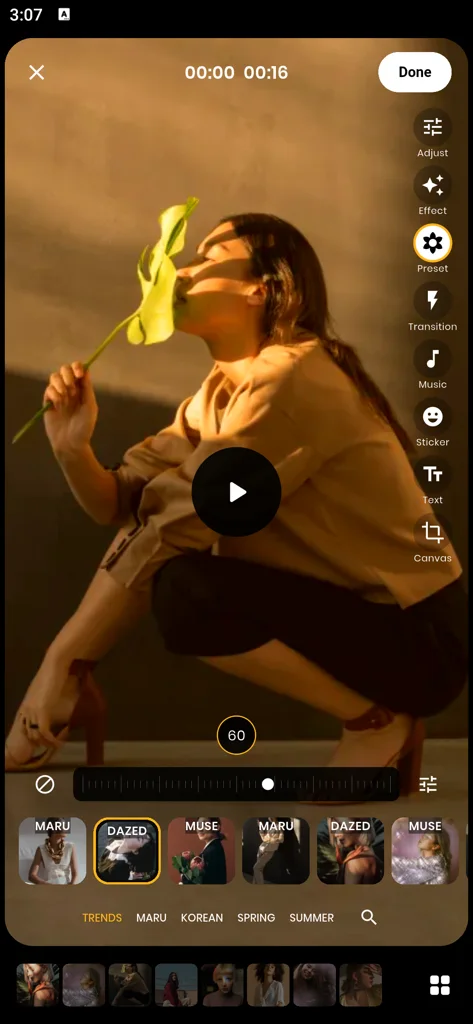 3:07
A
00:00 00:16
Done
Adjust
Effect
Preset
Transition
Music
Sticker
Tt
Text
Canvas
60
MARU
DAZED
MUSE
MARU
DAZED
MUSE
TRENDS MARU KOREAN SPRING SUMMER